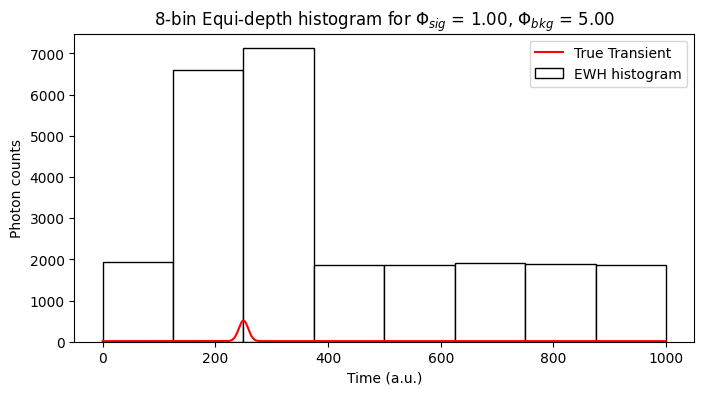 8-bin Equi-depth histogram for Φsig = 1.00, Φbkg = 5.00
True Transient
EWH histogram
Photon counts
7000
6000
5000
4000
3000
2000
1000
0
0 200 400 600 800 1000
Time (a.u.)